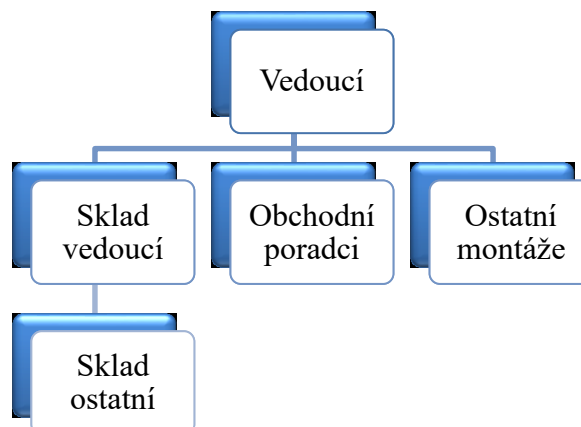 Vedoucí
Sklad
vedoucí
Obchodní
poradci
Ostatní
montáže
Sklad
ostatní